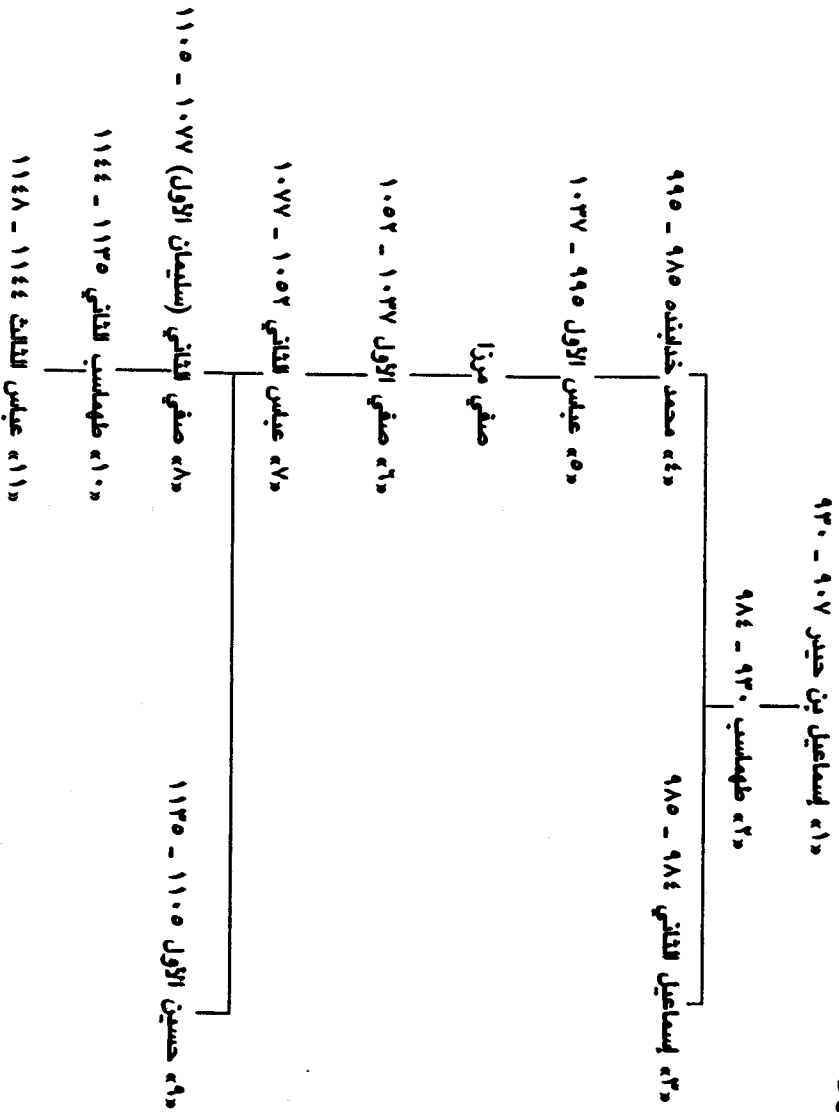 «١» إسماعيل بن حيدر ٩٠٧ - ٩٣٠
«٢» طهماسب ٩٣٠ - ٩٨٤
«٣» إسماعيل الثاني ٩٨٤ - ٩٨٥
«٤» محمد خدابنده ٩٨٥ - ٩٩٥
«٥» عباس الأول ٩٩٥ - ١٠٣٧
صفي مرزا
«٦» صفي الأول ١٠٣٧ - ١٠٥٢
«٧» عباس الثاني ١٠٥٢ - ١٠٧٧
«٨» صفي الثاني (سليمان الأول) ١٠٧٧ - ١١٠٥
«٩» حسين الأول ١١٠٥ - ١١٣٥
«١٠» طهماسب الثاني ١١٣٥ - ١١٤٤
«١١» عباس الثالث ١١٤٤ - ١١٤٨